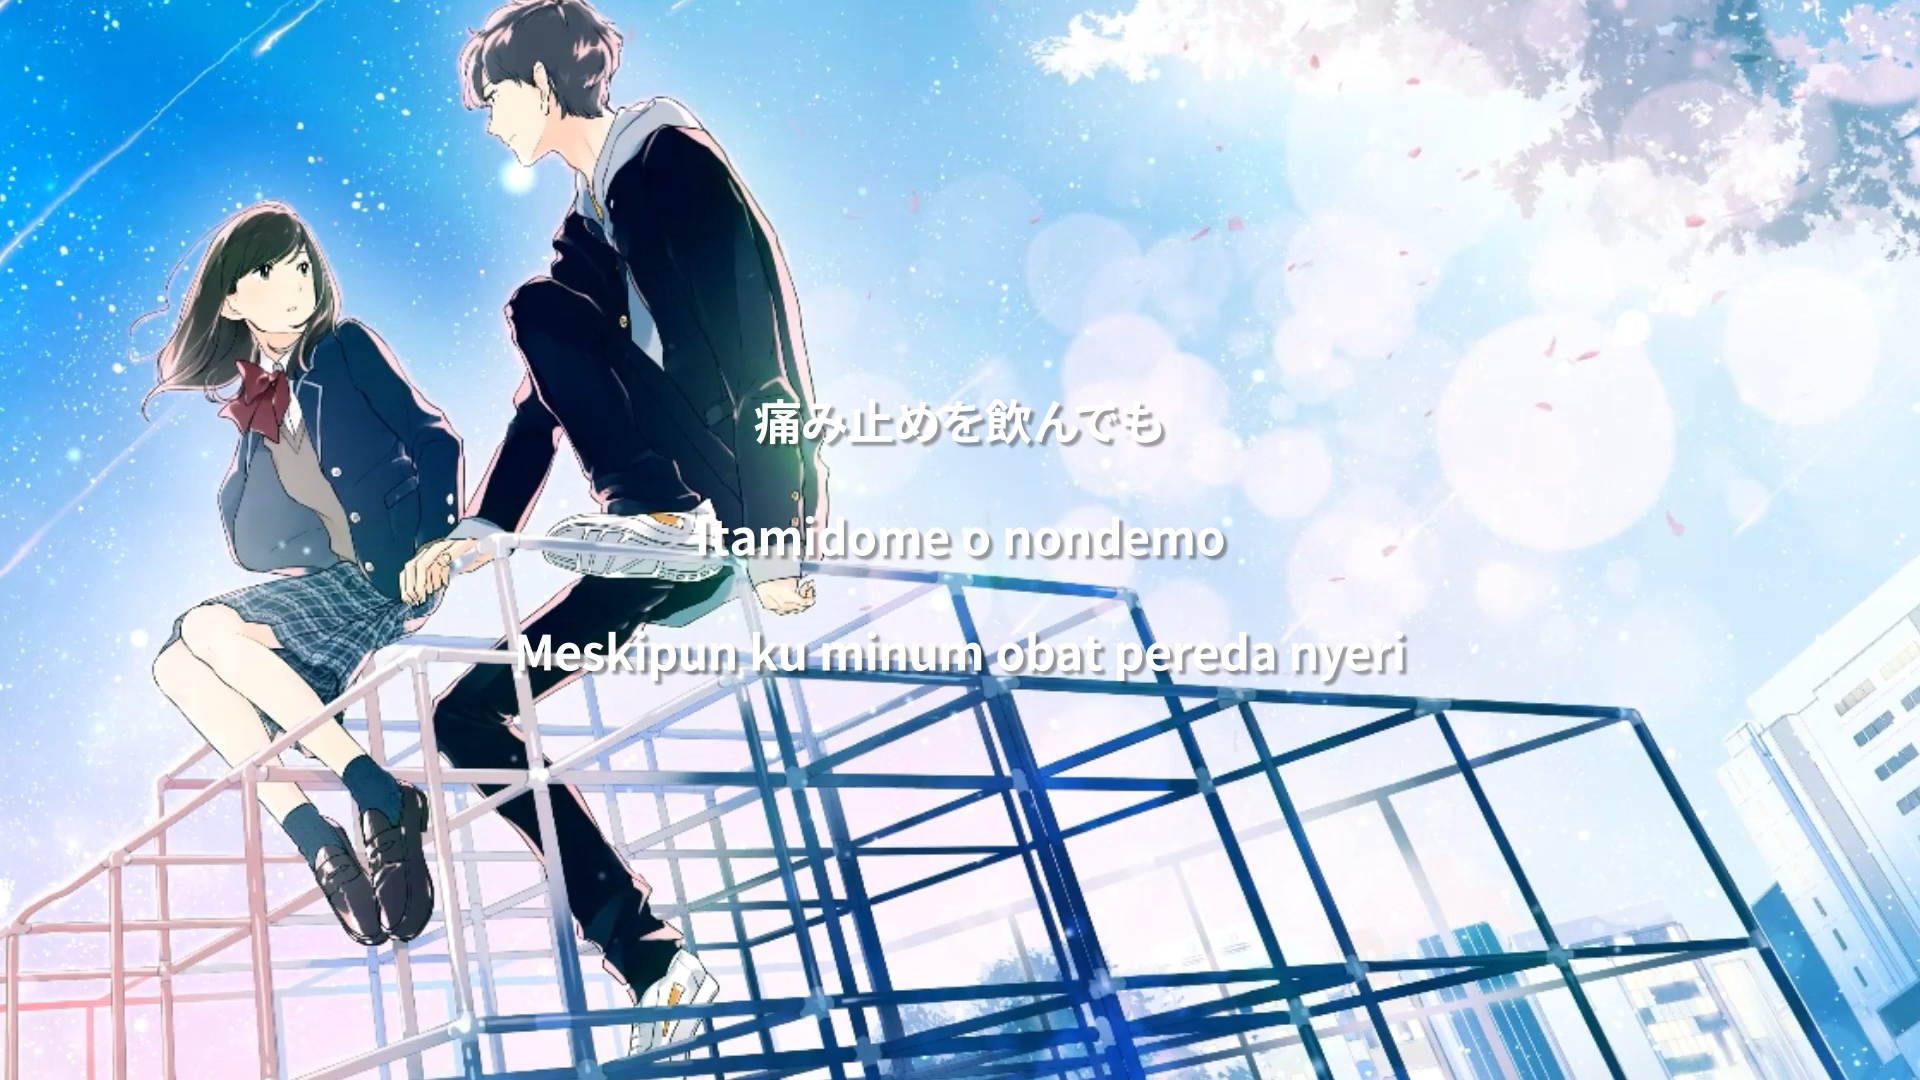 痛み止めを飲んでも
Itamidome o nondemo
Meskipun ku minum obat pereda nyeri